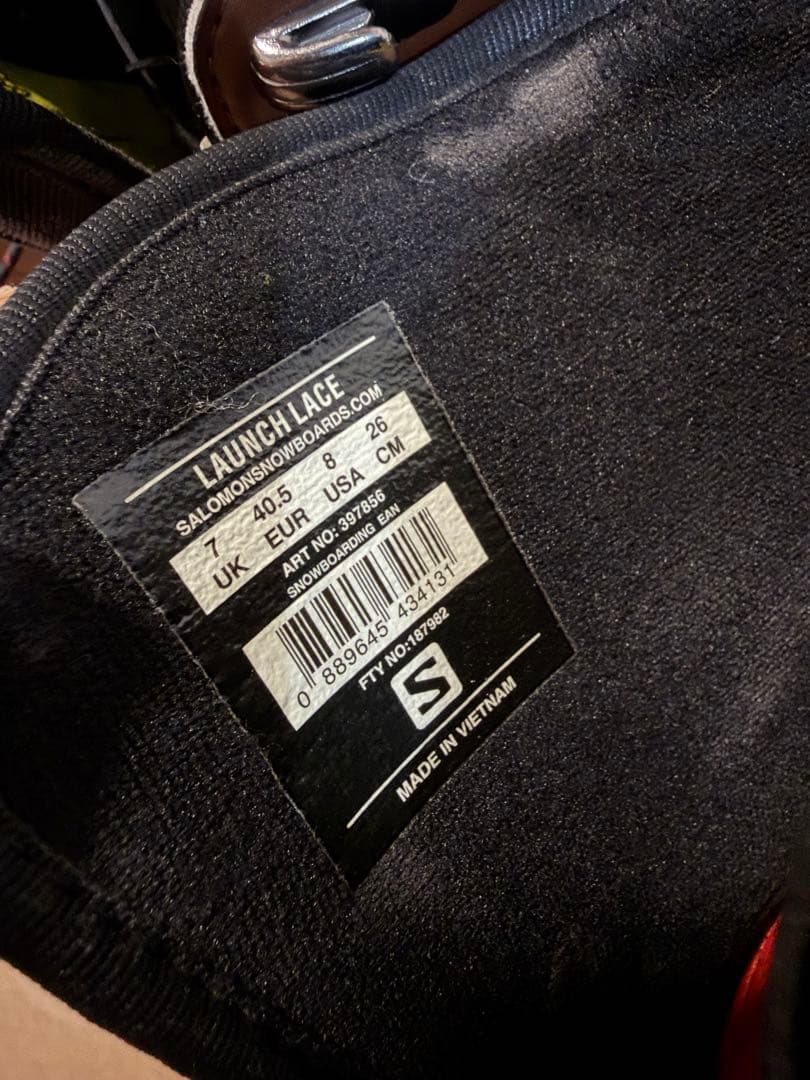 LAUNCH LACE
SALOMONSNOWBOARDS.COM
7 40.5 8 26
UK EUR USA CM
ART NO: 397856
SNOWBOARDING EAN
0 889645 434131
FTY NO:187982
S
MADE IN VIETNAM